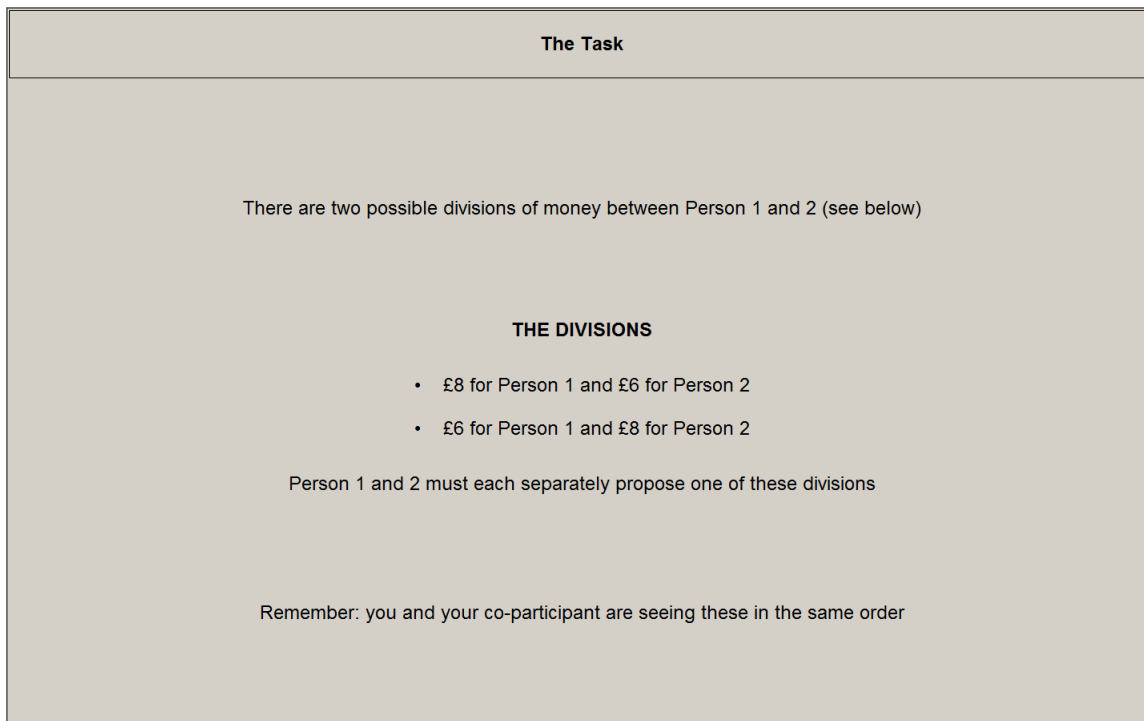 The Task
There are two possible divisions of money between Person 1 and 2 (see below)
THE DIVISIONS
• £8 for Person 1 and £6 for Person 2
• £6 for Person 1 and £8 for Person 2
Person 1 and 2 must each separately propose one of these divisions
Remember: you and your co-participant are seeing these in the same order